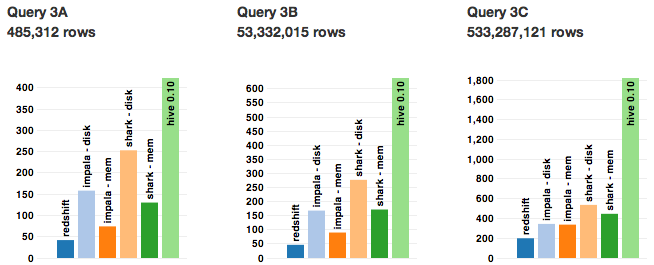 Query 3A
485,312 rows
400
350
300
250
200
150
100
50
0
redshift
impala - disk
impala - mem
shark - disk
shark - mem
hive 0.10
Query 3B
53,332,015 rows
600
550
500
450
400
350
300
250
200
150
100
50
0
redshift
impala - disk
impala - mem
shark - disk
shark - mem
hive 0.10
Query 3C
533,287,121 rows
1,800
1,600
1,400
1,200
1,000
800
600
400
200
0
redshift
impala - disk
impala - mem
shark - disk
shark - mem
hive 0.10